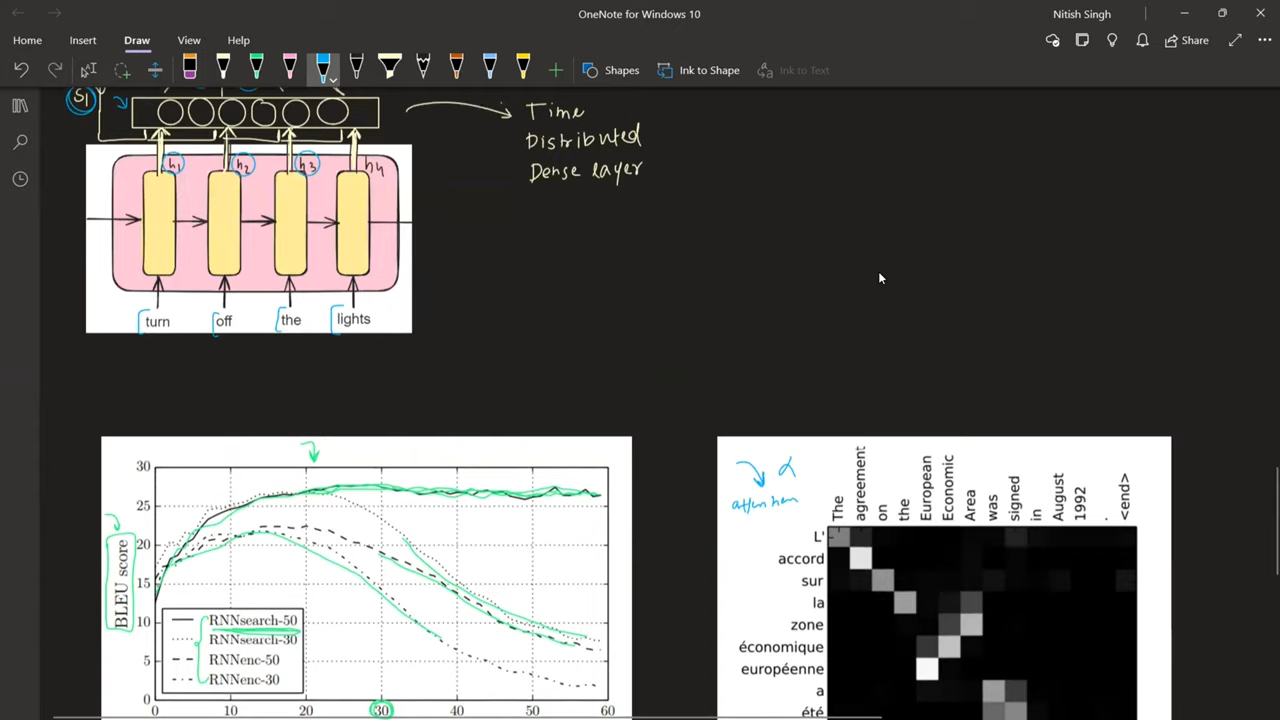 OneNote for Windows 10
Nitish Singh
Home Insert Draw View Help
Share
Shapes
Ink to Shape
Ink to Text
S1
Time
Distributed
Dense layer
h1 h2 h3 h4
turn off the lights
30
25
20
15
10
5
0
BLEU score
RNNsearch-50
RNNsearch-30
RNNenc-50
RNNenc-30
0 10 20 30 40 50 60
α
attention
The agreement on the European Economic Area was signed in August 1992 . <end>
L'
accord
sur
la
zone
économique
européenne
a
été